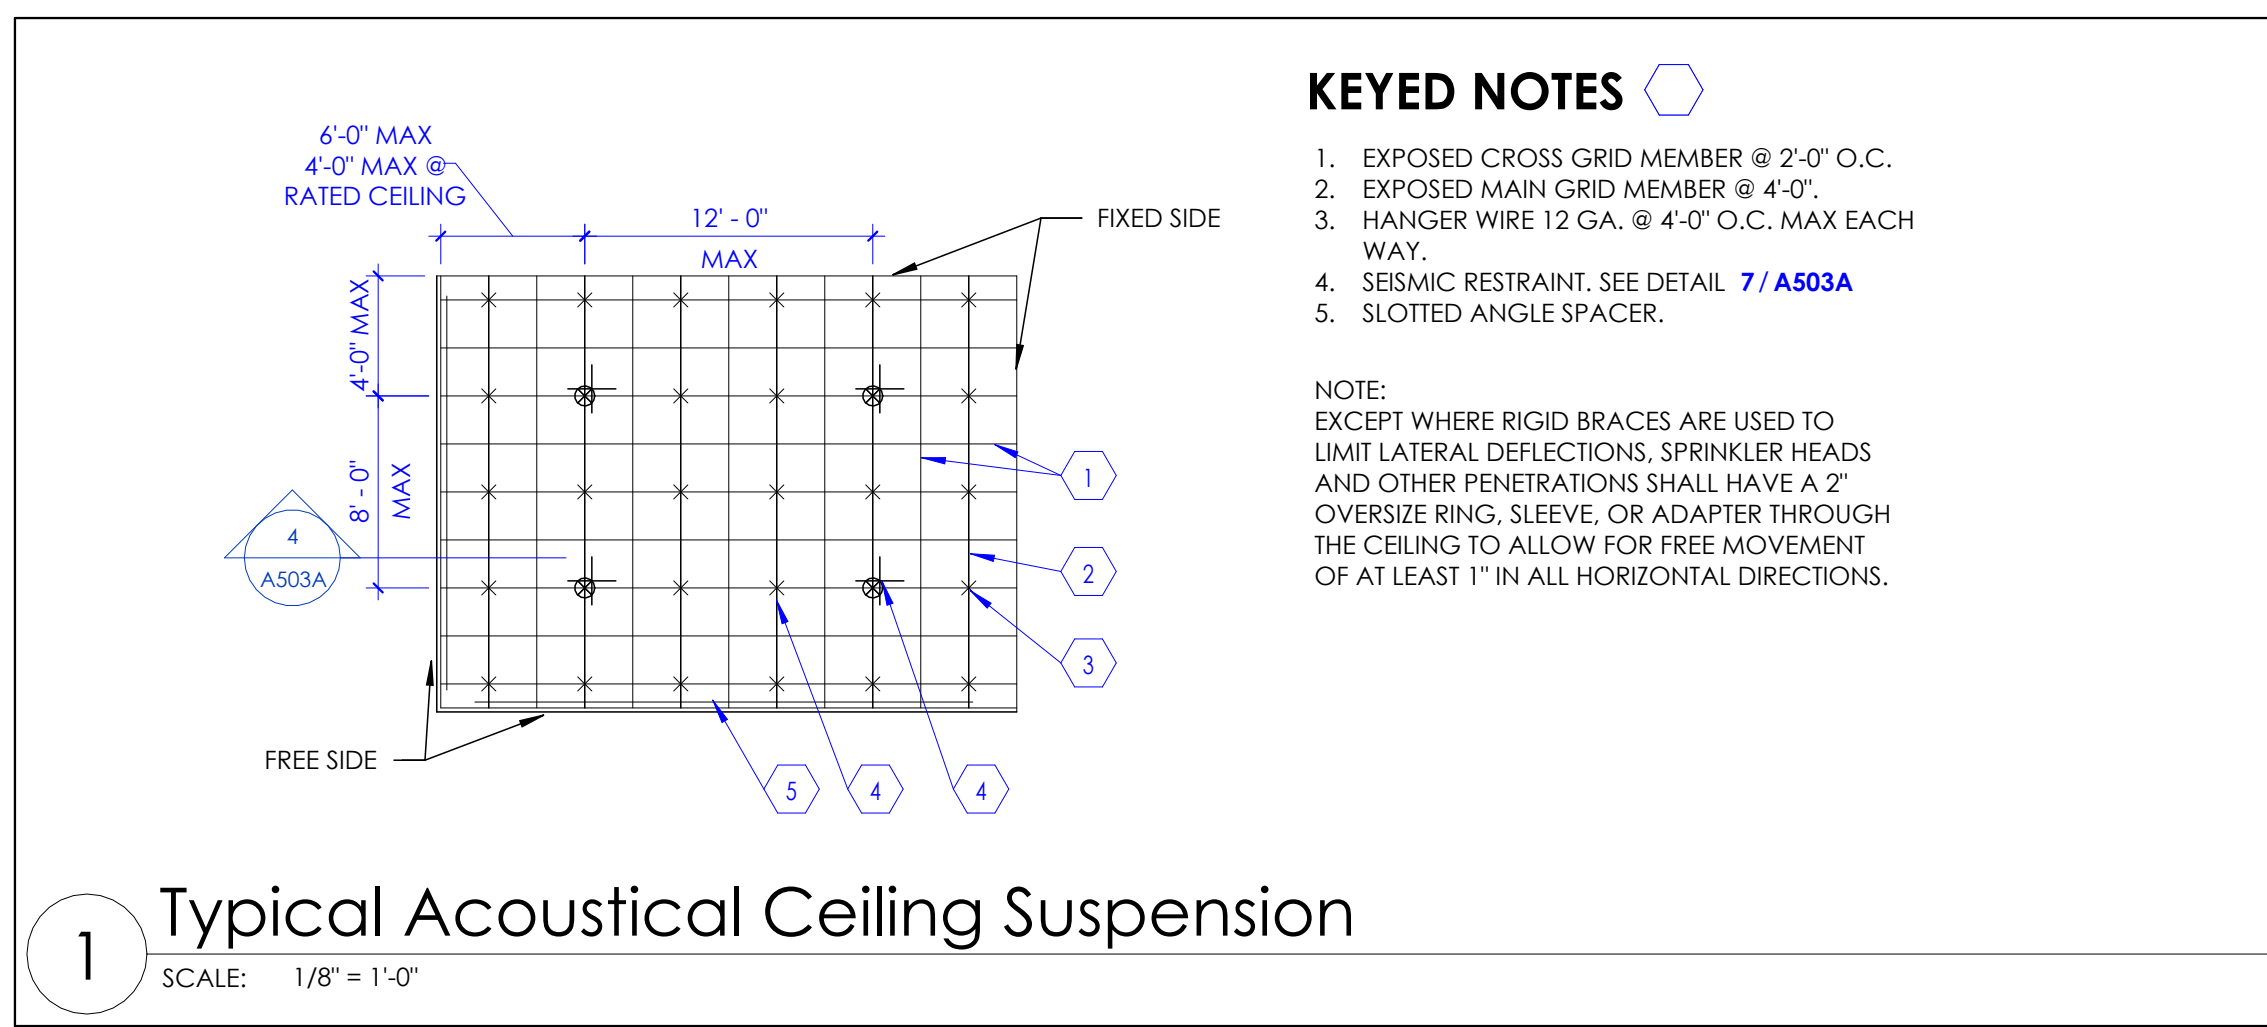 6'-0" MAX
4'-0" MAX @
RATED CEILING
12' - 0"
MAX
FIXED SIDE
4'-0" MAX
8' - 0"
MAX
4
A503A
1
2
3
FREE SIDE
5
4
4
KEYED NOTES
1. EXPOSED CROSS GRID MEMBER @ 2'-0" O.C.
2. EXPOSED MAIN GRID MEMBER @ 4'-0".
3. HANGER WIRE 12 GA. @ 4'-0" O.C. MAX EACH
WAY.
4. SEISMIC RESTRAINT. SEE DETAIL 7 / A503A
5. SLOTTED ANGLE SPACER.
NOTE:
EXCEPT WHERE RIGID BRACES ARE USED TO
LIMIT LATERAL DEFLECTIONS, SPRINKLER HEADS
AND OTHER PENETRATIONS SHALL HAVE A 2"
OVERSIZE RING, SLEEVE, OR ADAPTER THROUGH
THE CEILING TO ALLOW FOR FREE MOVEMENT
OF AT LEAST 1" IN ALL HORIZONTAL DIRECTIONS.
1
Typical Acoustical Ceiling Suspension
SCALE: 1/8" = 1'-0"